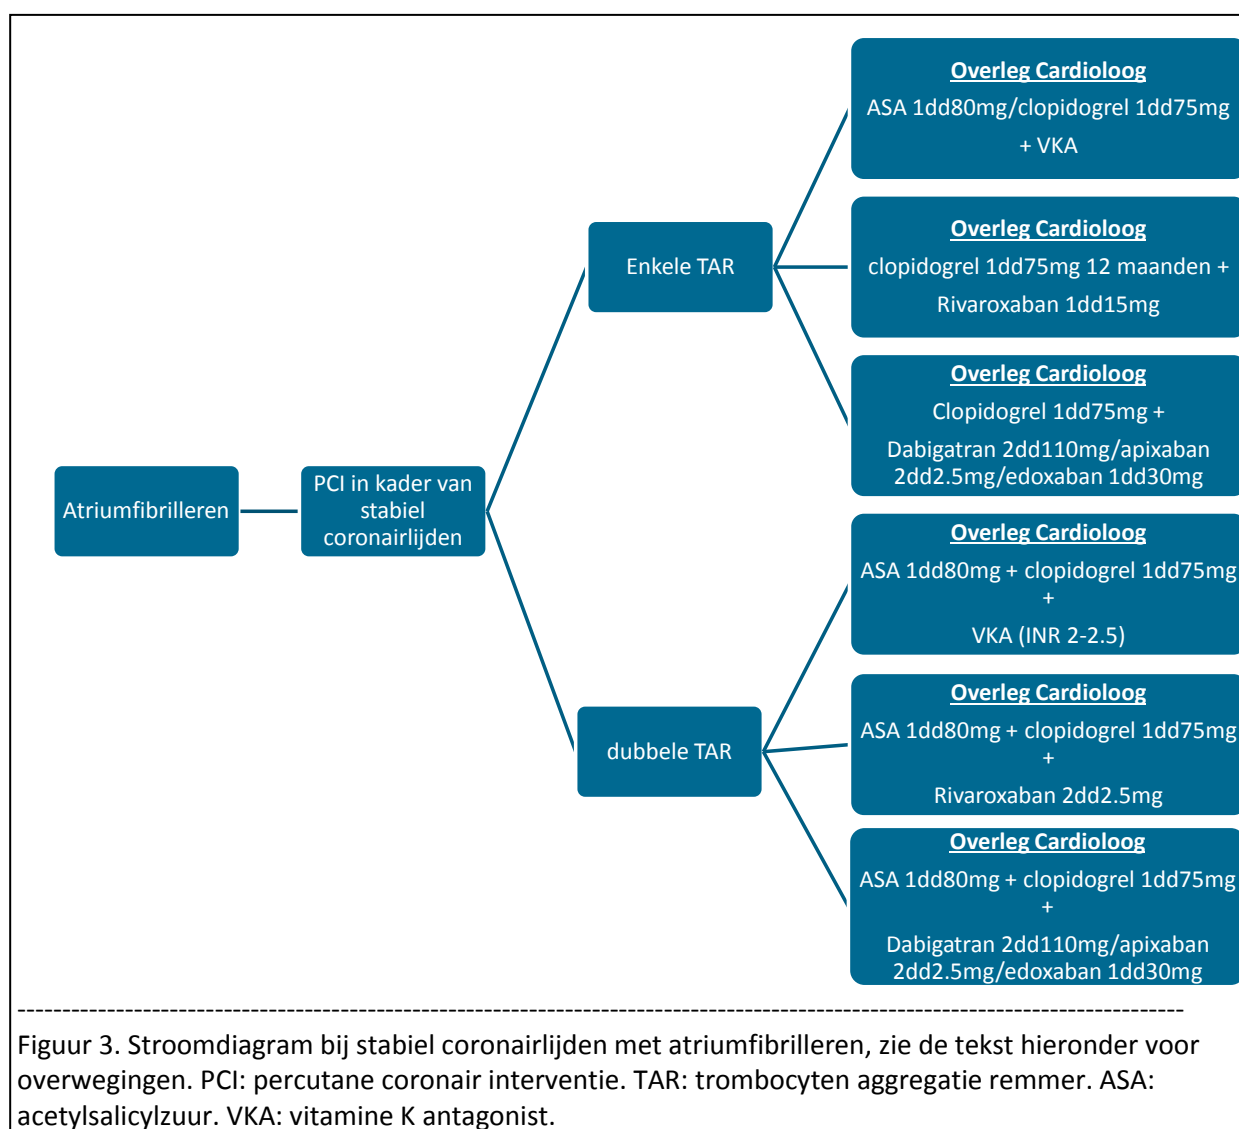 Atriumfibrilleren
PCI in kader van
stabiel
coronairlijden
Enkele TAR
Overleg Cardioloog
ASA 1dd80mg/clopidogrel 1dd75mg
+ VKA
Overleg Cardioloog
clopidogrel 1dd75mg 12 maanden +
Rivaroxaban 1dd15mg
Overleg Cardioloog
Clopidogrel 1dd75mg +
Dabigatran 2dd110mg/apixaban
2dd2.5mg/edoxaban 1dd30mg
dubbele TAR
Overleg Cardioloog
ASA 1dd80mg + clopidogrel 1dd75mg
+
VKA (INR 2-2.5)
Overleg Cardioloog
ASA 1dd80mg + clopidogrel 1dd75mg
+
Rivaroxaban 2dd2.5mg
Overleg Cardioloog
ASA 1dd80mg + clopidogrel 1dd75mg
+
Dabigatran 2dd110mg/apixaban
2dd2.5mg/edoxaban 1dd30mg
Figuur 3. Stroomdiagram bij stabiel coronairlijden met atriumfibrilleren, zie de tekst hieronder voor
overwegingen. PCI: percutane coronair interventie. TAR: trombocyten aggregatie remmer. ASA:
acetylsalicylzuur. VKA: vitamine K antagonist.